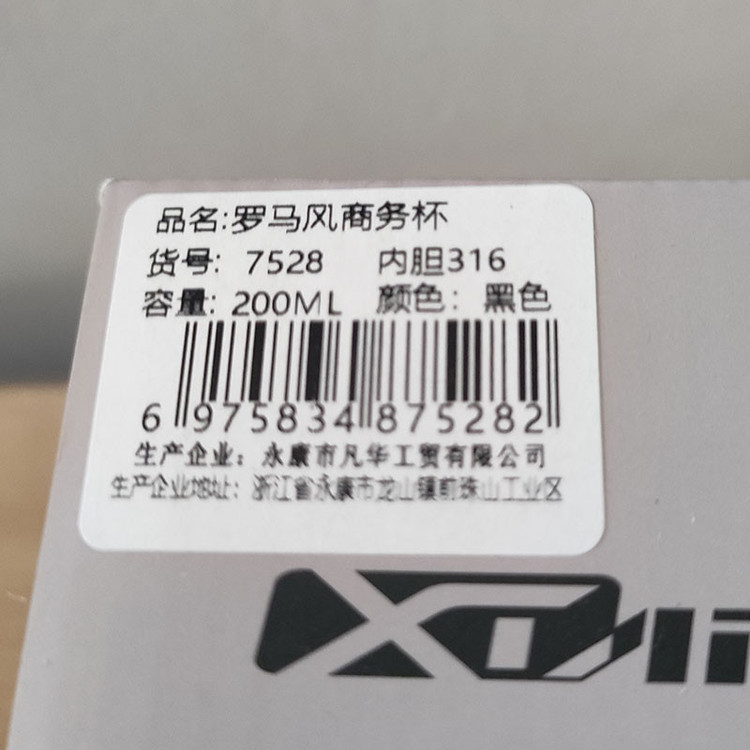 品名:罗马风商务杯
货号: 7528 内胆316
容量: 200ML 颜色: 黑色
6 975834 875282
生产企业: 永康市凡华工贸有限公司
生产企业地址: 浙江省永康市龙山镇前珠山工业区